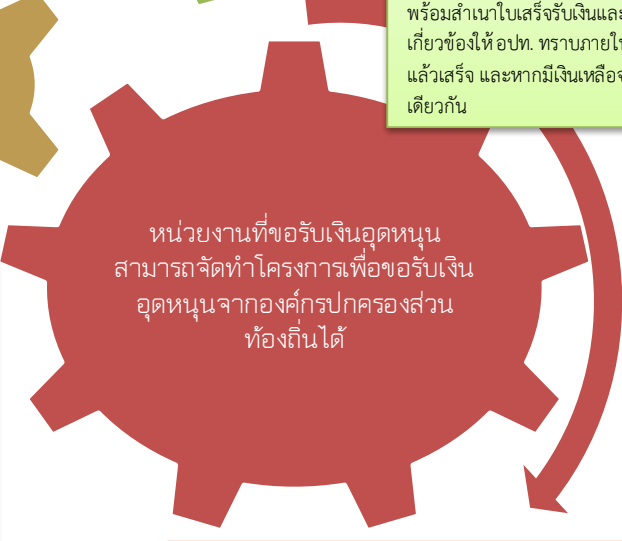 พร้อมสำเนาใบเสร็จรับเงินและ
เกี่ยวข้องให้ อปท. ทราบภายใ
แล้วเสร็จ และหากมีเงินเหลือจ
เดียวกัน
หน่วยงานที่ขอรับเงินอุดหนุน
สามารถจัดทำโครงการเพื่อขอรับเงิน
อุดหนุนจากองค์กรปกครองส่วน
ท้องถิ่นได้